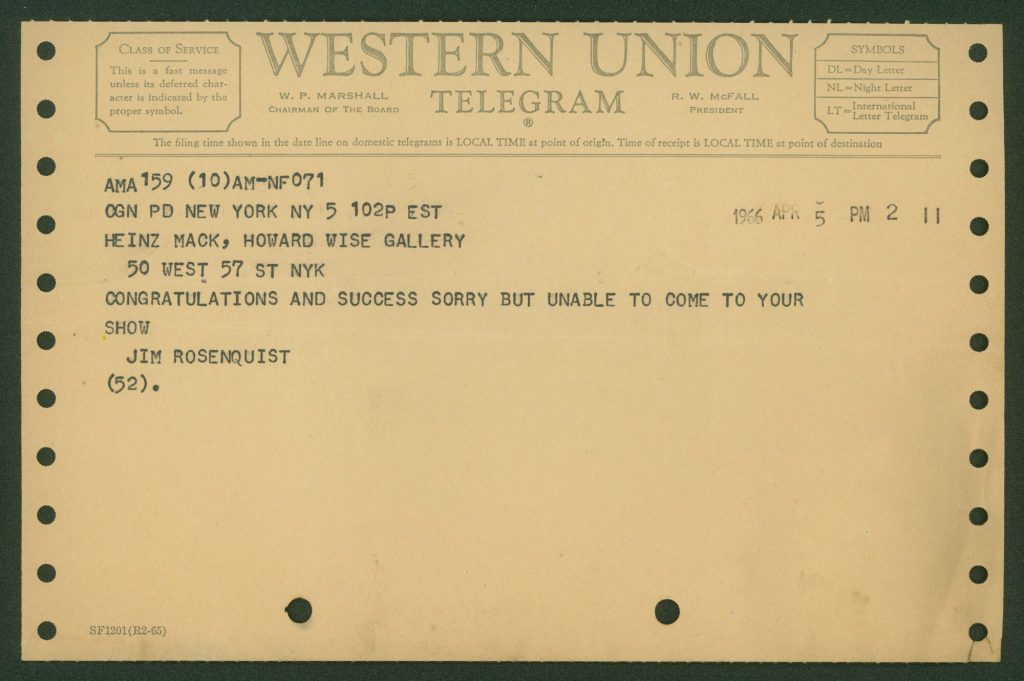 CLASS OF SERVICE
This is a fast message
unless its deferred char-
acter is indicated by the
proper symbol.
WESTERN UNION
TELEGRAM
®
W. P. MARSHALL
CHAIRMAN OF THE BOARD
R. W. McFALL
PRESIDENT
SYMBOLS
DL=Day Letter
NL=Night Letter
LT=International Letter Telegram
The filing time shown in the date line on domestic telegrams is LOCAL TIME at point of origin. Time of receipt is LOCAL TIME at point of destination
AMA159 (10)AM-NF071
CGN PD NEW YORK NY 5 102P EST
1966 APR 5 PM 2 11
HEINZ MACK, HOWARD WISE GALLERY
50 WEST 57 ST NYK
CONGRATULATIONS AND SUCCESS SORRY BUT UNABLE TO COME TO YOUR
SHOW
JIM ROSENQUIST
(52).
SF1201(R2-65)